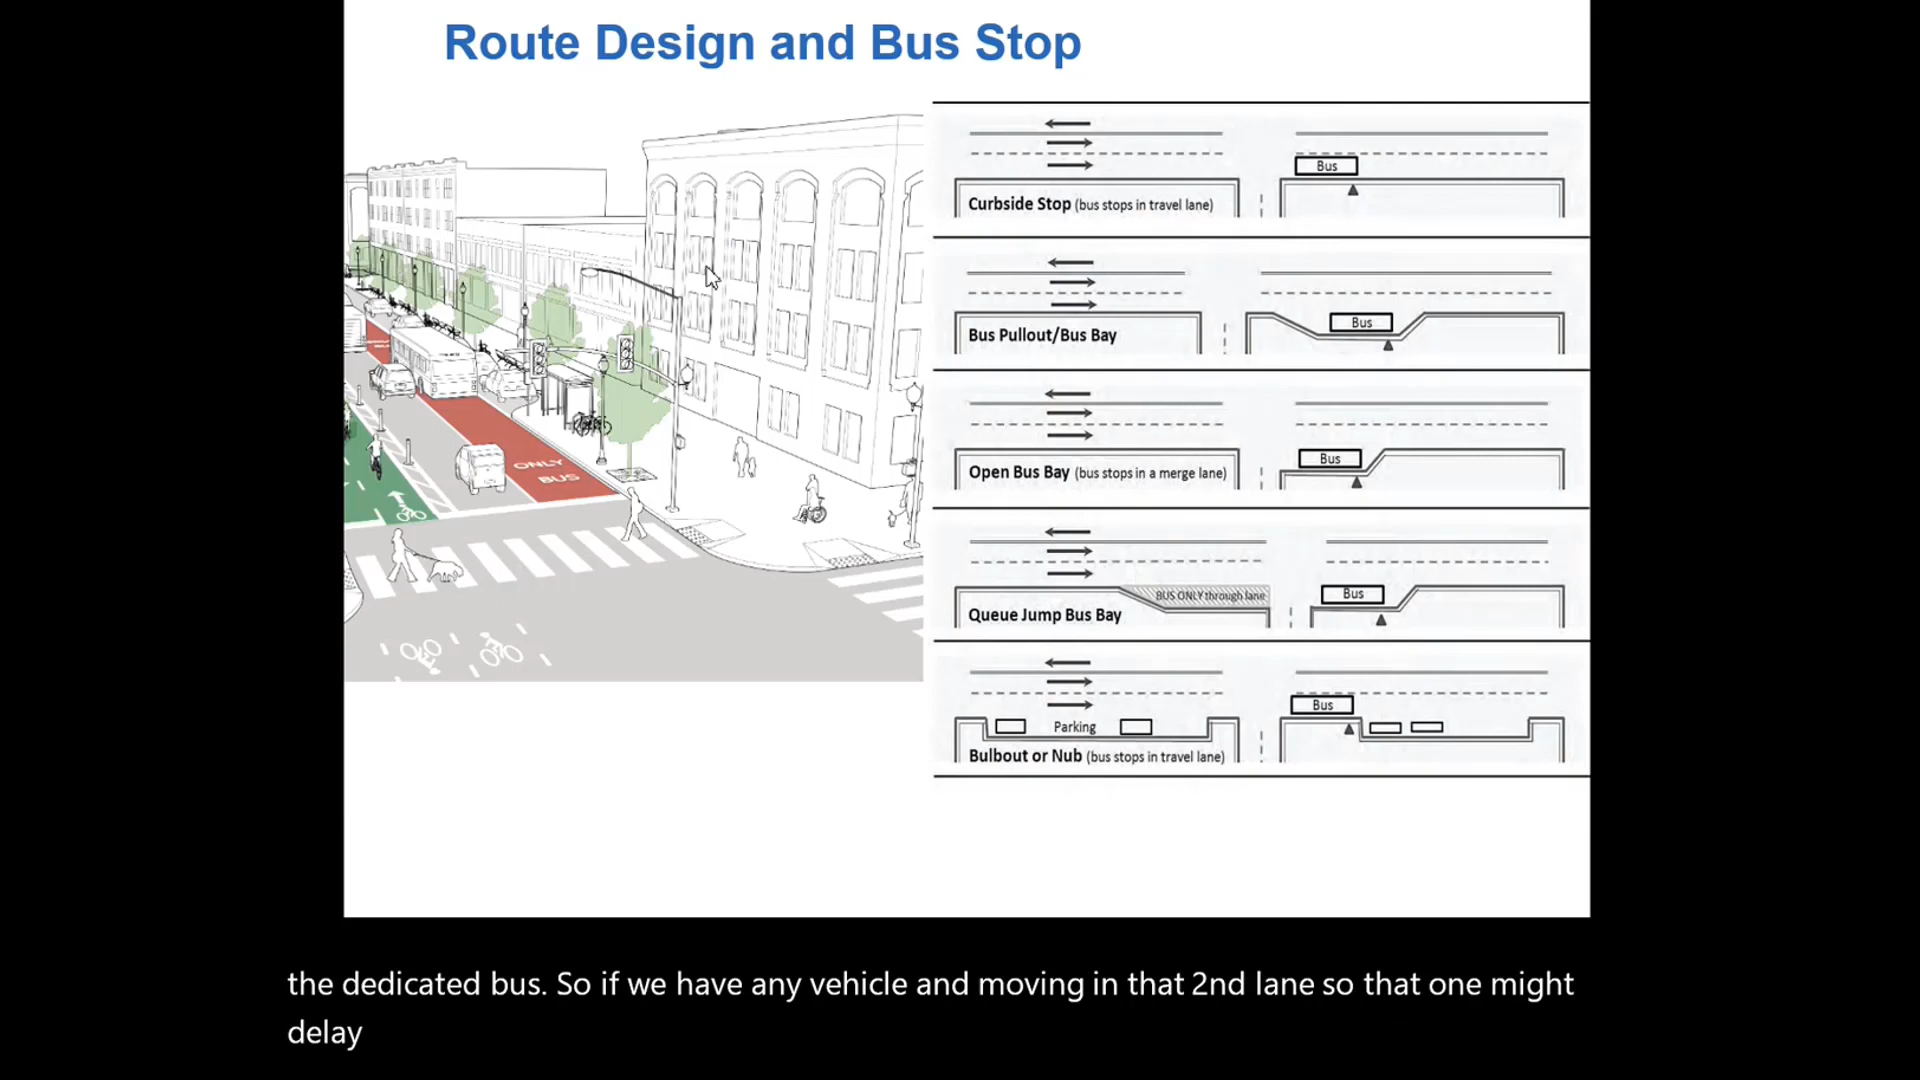 Route Design and Bus Stop
ONLY
BUS
Bus
Curbside Stop (bus stops in travel lane)
Bus
Bus Pullout/Bus Bay
Bus
Open Bus Bay (bus stops in a merge lane)
BUS ONLY through lane
Bus
Queue Jump Bus Bay
Bus
Parking
Bulbout or Nub (bus stops in travel lane)
the dedicated bus. So if we have any vehicle and moving in that 2nd lane so that one might
delay